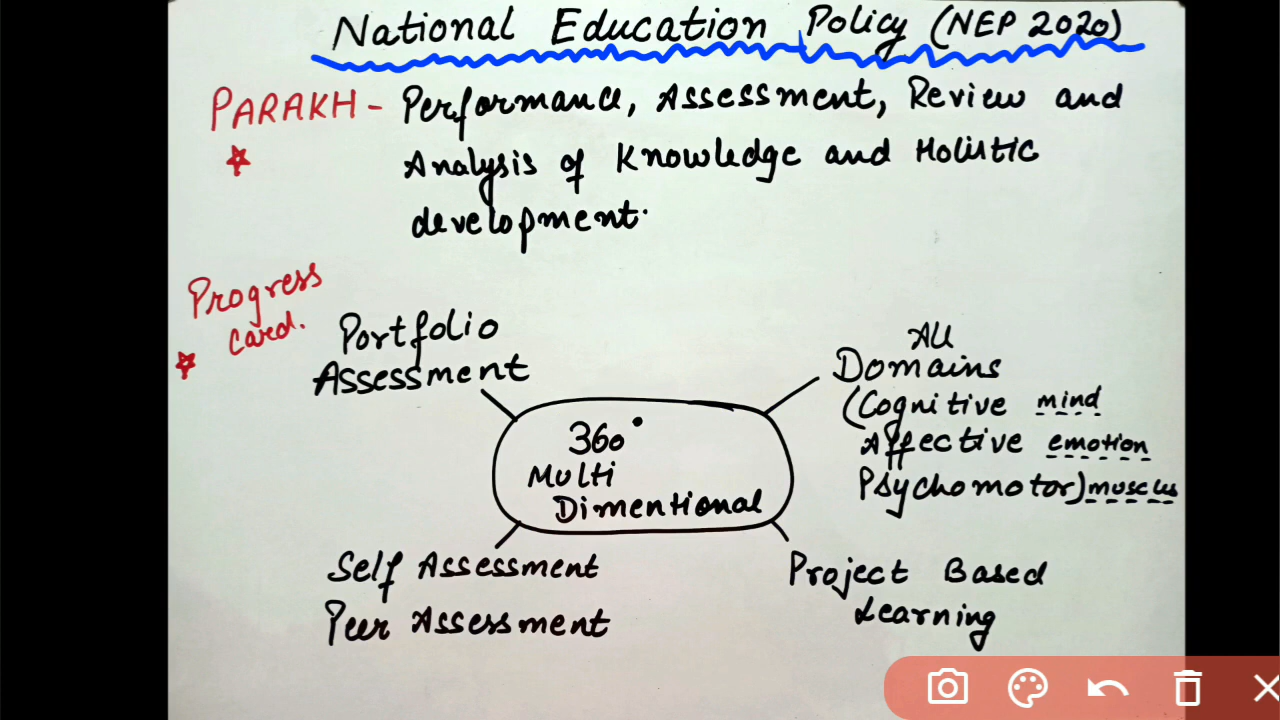 National Education Policy (NEP 2020)
PARAKH - Performance, Assessment, Review and
Analysis of Knowledge and Holistic
development.
Progress
card.
Portfolio
Assessment
All
Domains
(Cognitive mind
Affective emotion
Psychomotor) muscles
360°
Multi
Dimentional
Self Assessment
Peer Assessment
Project Based
Learning